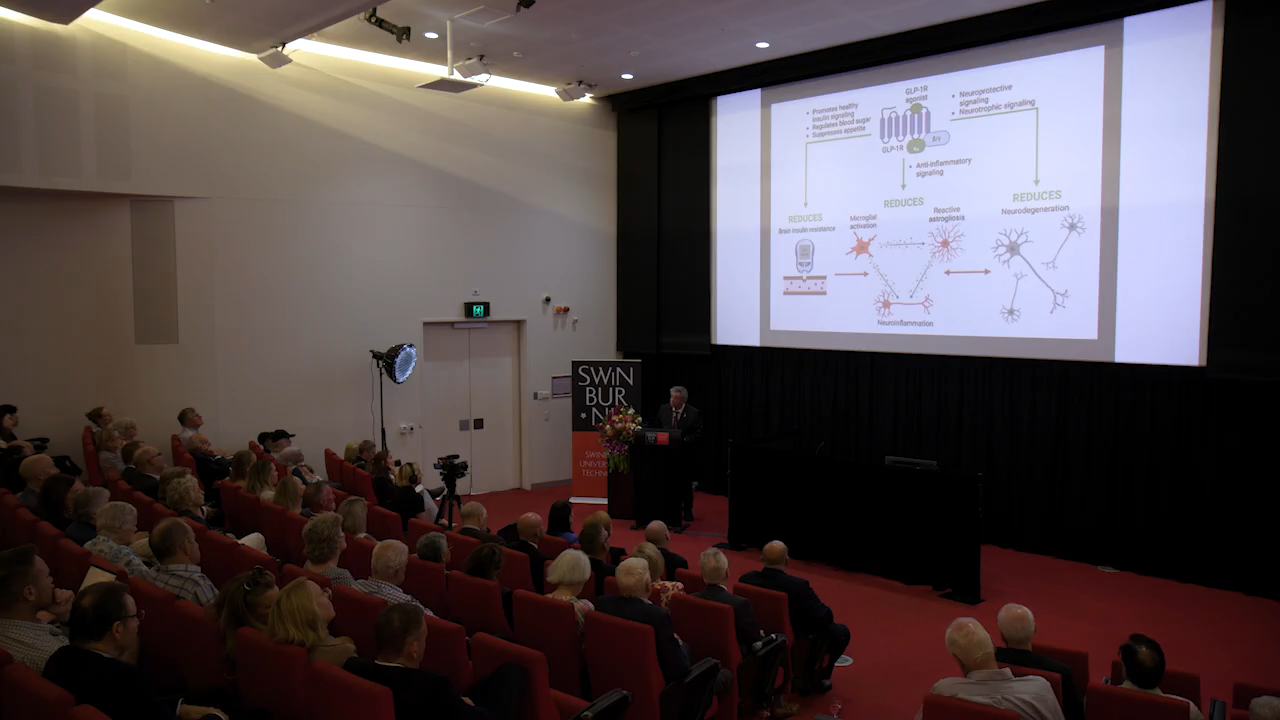 • Promotes healthy
insulin signaling
• Regulates blood sugar
• Suppresses appetite
GLP-1R
agonist
GLP-1R
• Neuroprotective
signaling
• Neurotrophic signaling
• Anti-inflammatory
signaling
REDUCES
Brain insulin resistance
REDUCES
Microglial
activation
Reactive
astrogliosis
Neuroinflammation
REDUCES
Neurodegeneration
SWIN
BUR